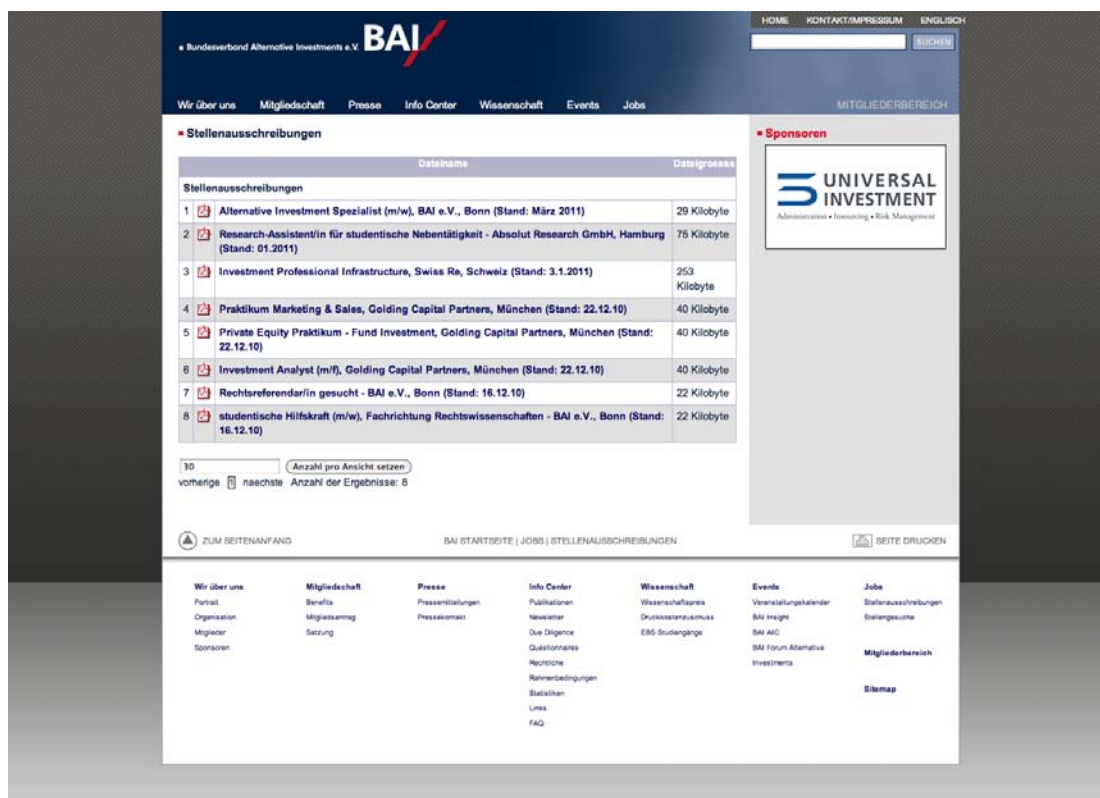 HOME KONTAKT/IMPRESSUM ENGLISCH
Bundesverband Alternative Investments e.V. BAI
SUCHEN
Wir über uns Mitgliedschaft Presse Info Center Wissenschaft Events Jobs MITGLIEDERBEREICH
Stellenausschreibungen
Dateiname Dateigroesse
Stellenausschreibungen
1 Alternative Investment Spezialist (m/w), BAI e.V., Bonn (Stand: März 2011) 29 Kilobyte
2 Research-Assistent/in für studentische Nebentätigkeit - Absolut Research GmbH, Hamburg 75 Kilobyte
(Stand: 01.2011)
3 Investment Professional Infrastructure, Swiss Re, Schweiz (Stand: 3.1.2011) 253
Kilobyte
4 Praktikum Marketing & Sales, Golding Capital Partners, München (Stand: 22.12.10) 40 Kilobyte
5 Private Equity Praktikum - Fund Investment, Golding Capital Partners, München (Stand: 40 Kilobyte
22.12.10)
6 Investment Analyst (m/f), Golding Capital Partners, München (Stand: 22.12.10) 40 Kilobyte
7 Rechtsreferendar/in gesucht - BAI e.V., Bonn (Stand: 16.12.10) 22 Kilobyte
8 studentische Hilfskraft (m/w), Fachrichtung Rechtswissenschaften - BAI e.V., Bonn (Stand: 22 Kilobyte
16.12.10)
30 Anzahl pro Ansicht setzen
vorherige 1 naechste Anzahl der Ergebnisse: 8
Sponsoren
UNIVERSAL
INVESTMENT
Administration • Insourcing • Risk Management
ZUM SEITENANFANG BAI STARTSEITE | JOBS | STELLENAUSSCHREIBUNGEN SEITE DRUCKEN
Wir über uns
Portrait
Organisation
Mitglieder
Sponsoren
Mitgliedschaft
Benefits
Mitgliedsantrag
Satzung
Presse
Pressemitteilungen
Pressekontakt
Info Center
Publikationen
Newsletter
Due Diligence
Questionnaires
Rechtliche
Rahmenbedingungen
Statistiken
Links
FAQ
Wissenschaft
Wissenschaftspreis
Druckkostenzuschuss
EBS Studiengänge
Events
Veranstaltungskalender
BAI Insight
BAI AIC
BAI Forum Alternative
Investments
Jobs
Stellenausschreibungen
Stellengesuche
Mitgliederbereich
Sitemap